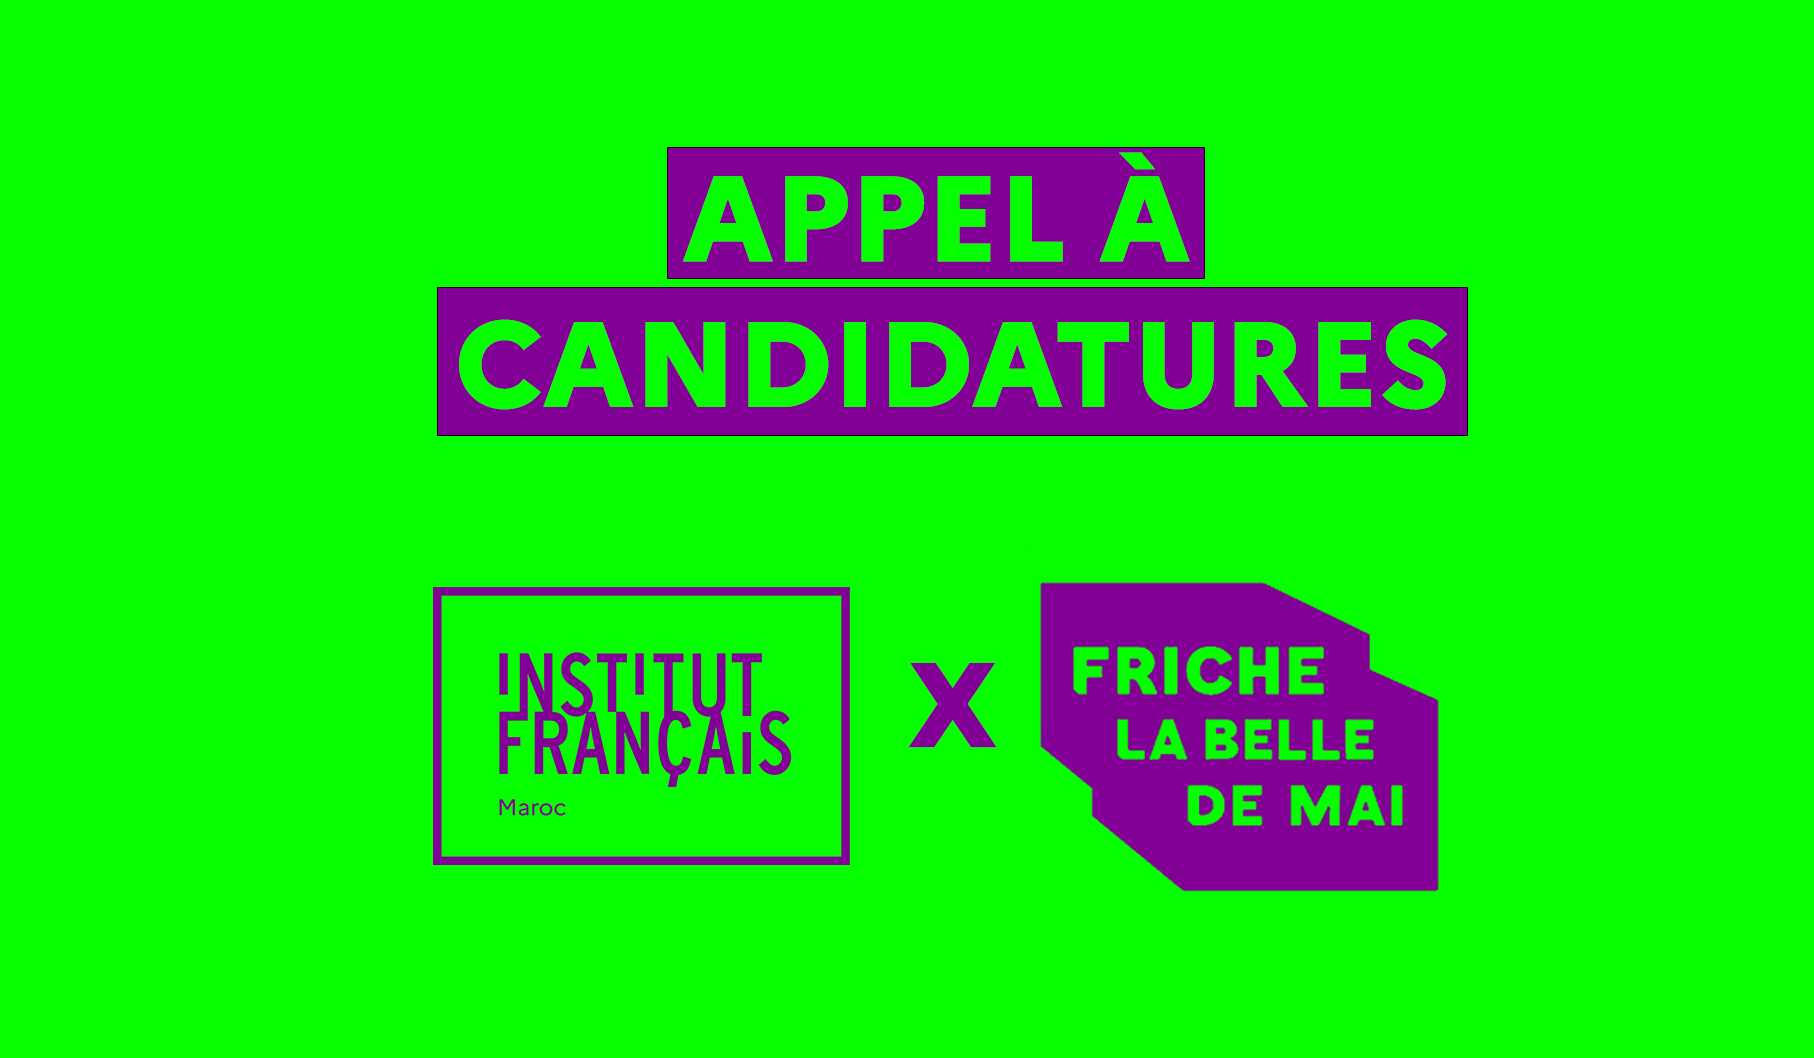 APPEL À
CANDIDATURES
INSTITUT
FRANÇAIS
Maroc
X
FRICHE
LA BELLE
DE MAI